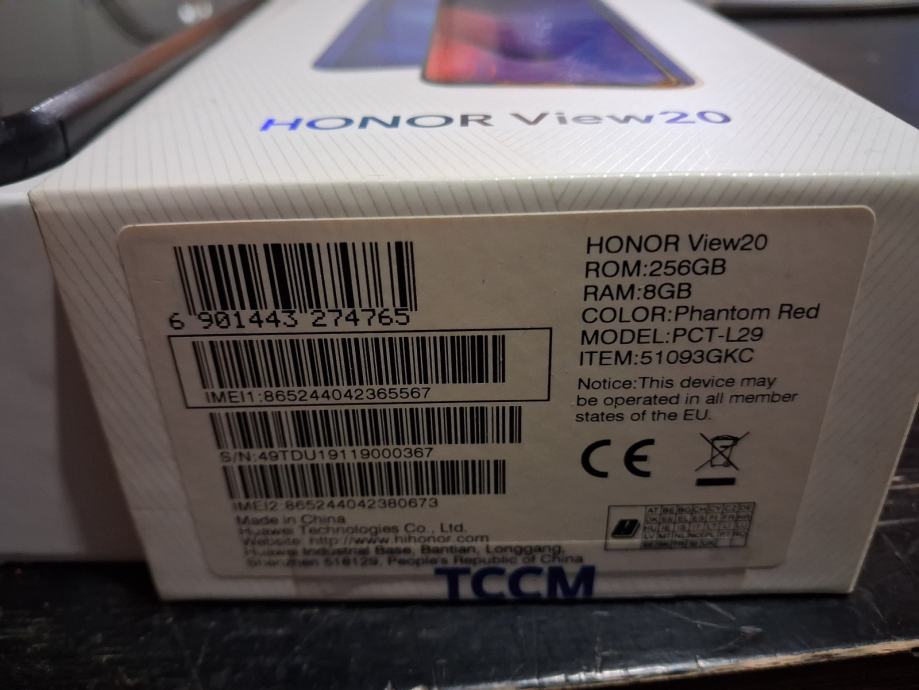 HONOR View20
6 901443 274765
IMEI1:865244042365567
S/N:49TDU19119000367
IMEI2:865244042380673
Made in China
Huawei Technologies Co., Ltd.
Website: http://www.hihonor.com
Huawei Industrial Base, Bantian, Longgang,
Shenzhen 518129, People's Republic of China
HONOR View20
ROM:256GB
RAM:8GB
COLOR:Phantom Red
MODEL:PCT-L29
ITEM:51093GKC
Notice:This device may
be operated in all member
states of the EU.
CE
TCCM